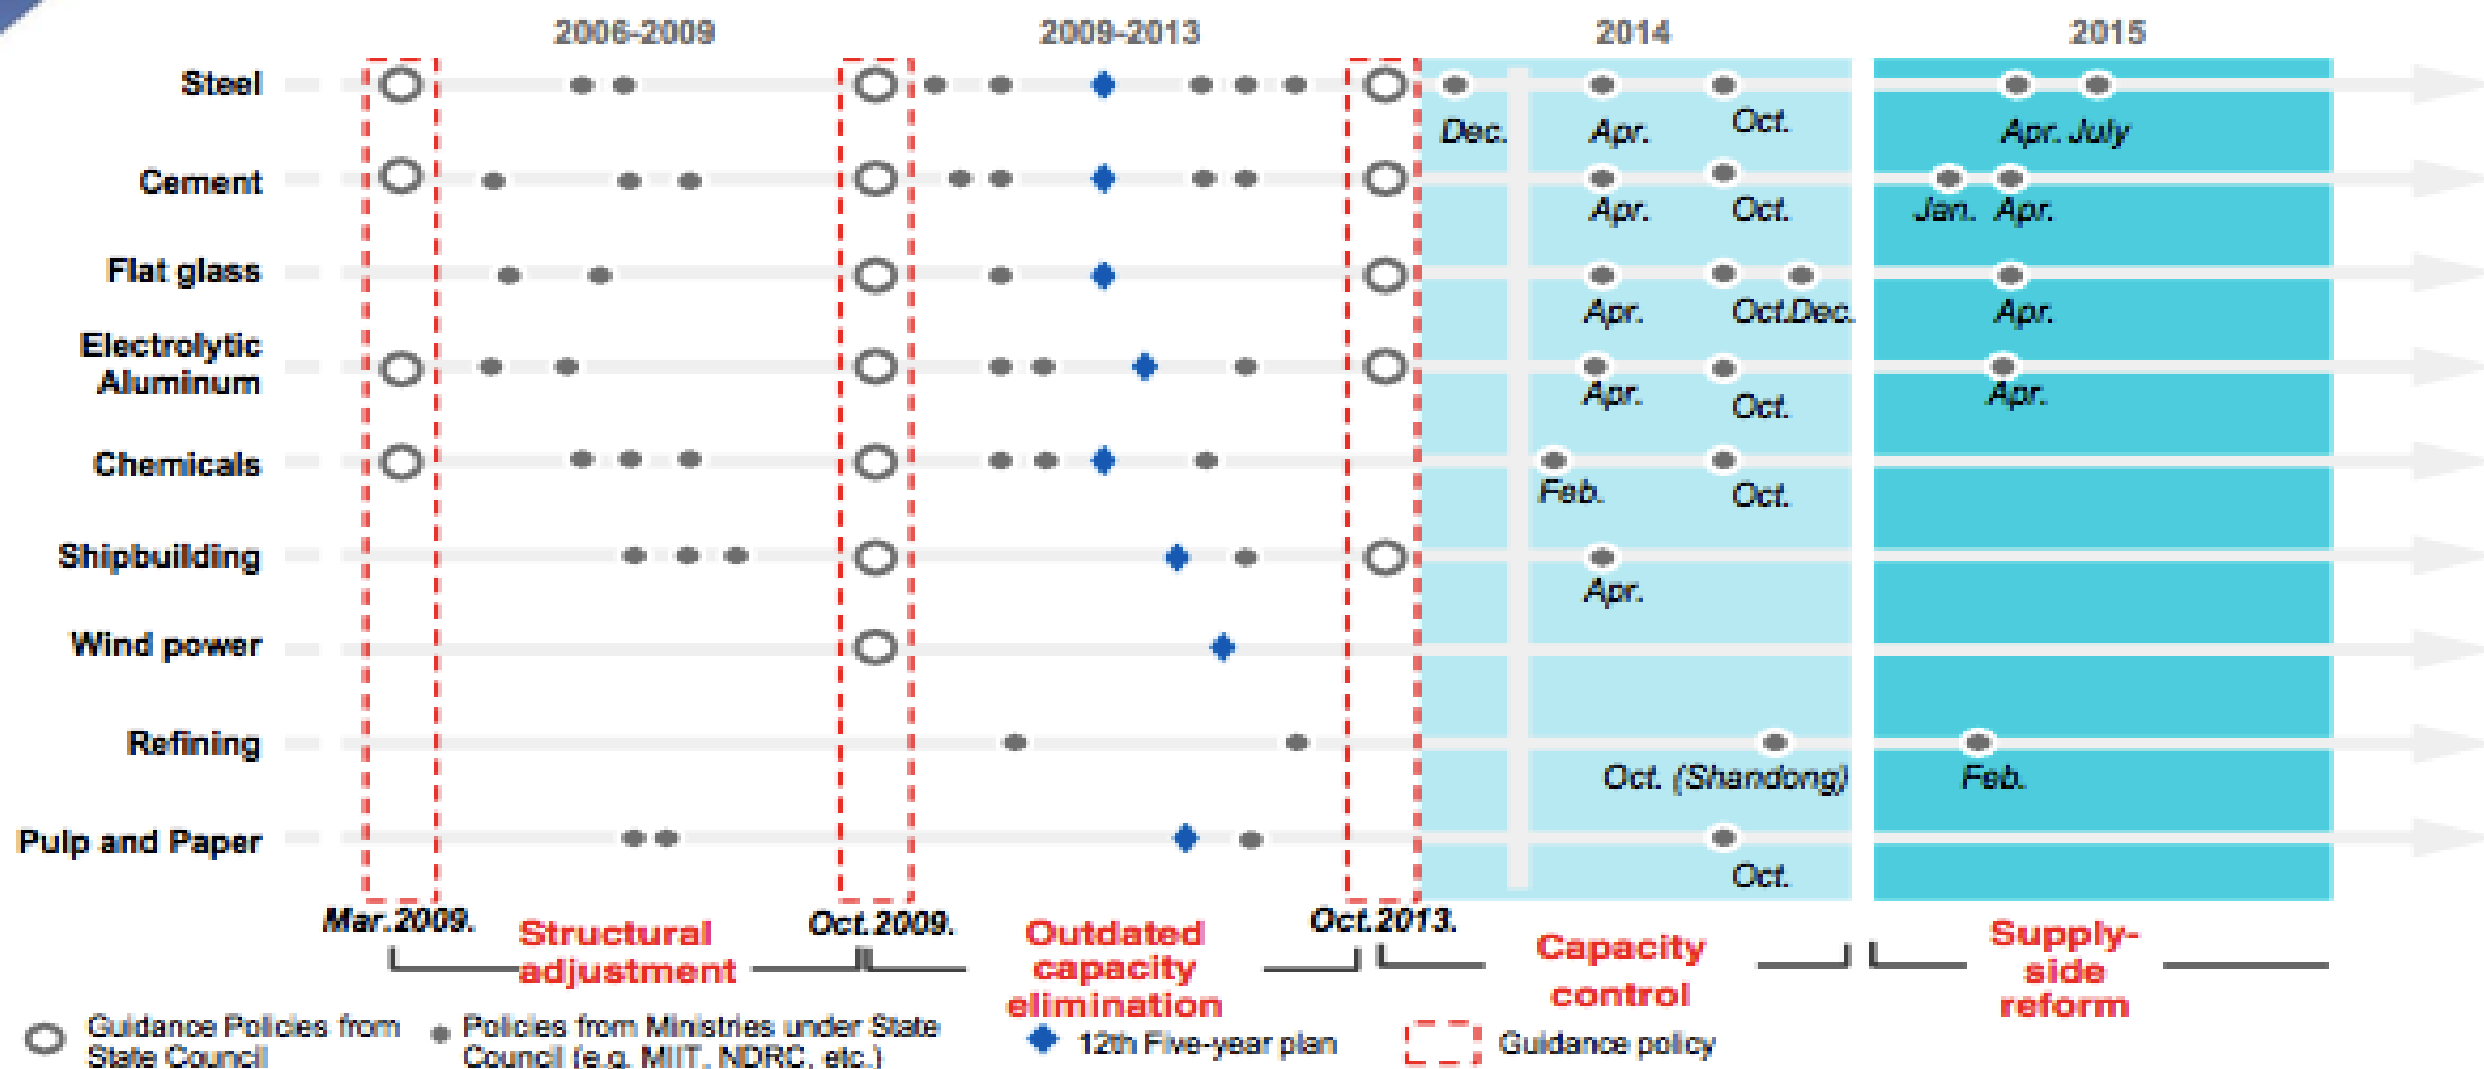 2006-2009
2009-2013
2014
2015
Steel
Dec.
Apr.
Oct.
Apr. July
Cement
Apr.
Oct.
Jan. Apr.
Flat glass
Apr.
Oct.Dec.
Apr.
Electrolytic
Aluminum
Apr.
Oct.
Apr.
Chemicals
Feb.
Oct.
Shipbuilding
Apr.
Wind power
Refining
Oct. (Shandong)
Feb.
Pulp and Paper
Oct.
Mar.2009.
Structural
adjustment
Oct.2009.
Outdated
capacity
elimination
Oct.2013.
Capacity
control
Supply-
side
reform
Guidance Policies from
State Council
Policies from Ministries under State
Council (e.g. MIIT, NDRC, etc.)
12th Five-year plan
Guidance policy